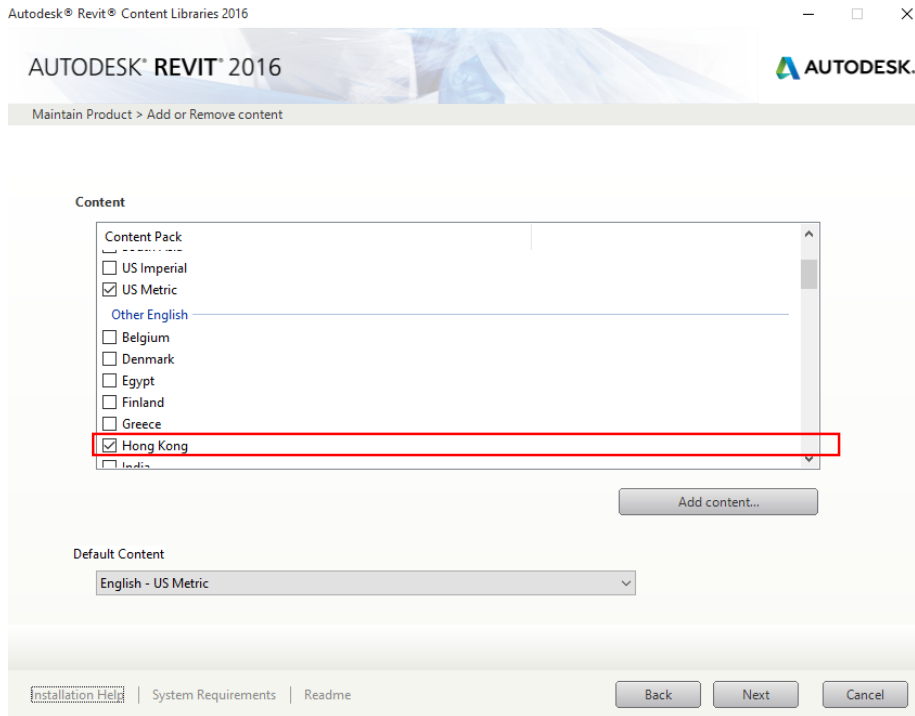 Autodesk® Revit® Content Libraries 2016
AUTODESK® REVIT® 2016
AUTODESK.
Maintain Product > Add or Remove content
Content
Content Pack
US Imperial
US Metric
Other English
Belgium
Denmark
Egypt
Finland
Greece
Hong Kong
India
Add content...
Default Content
English - US Metric
Installation Help | System Requirements | Readme
Back
Next
Cancel